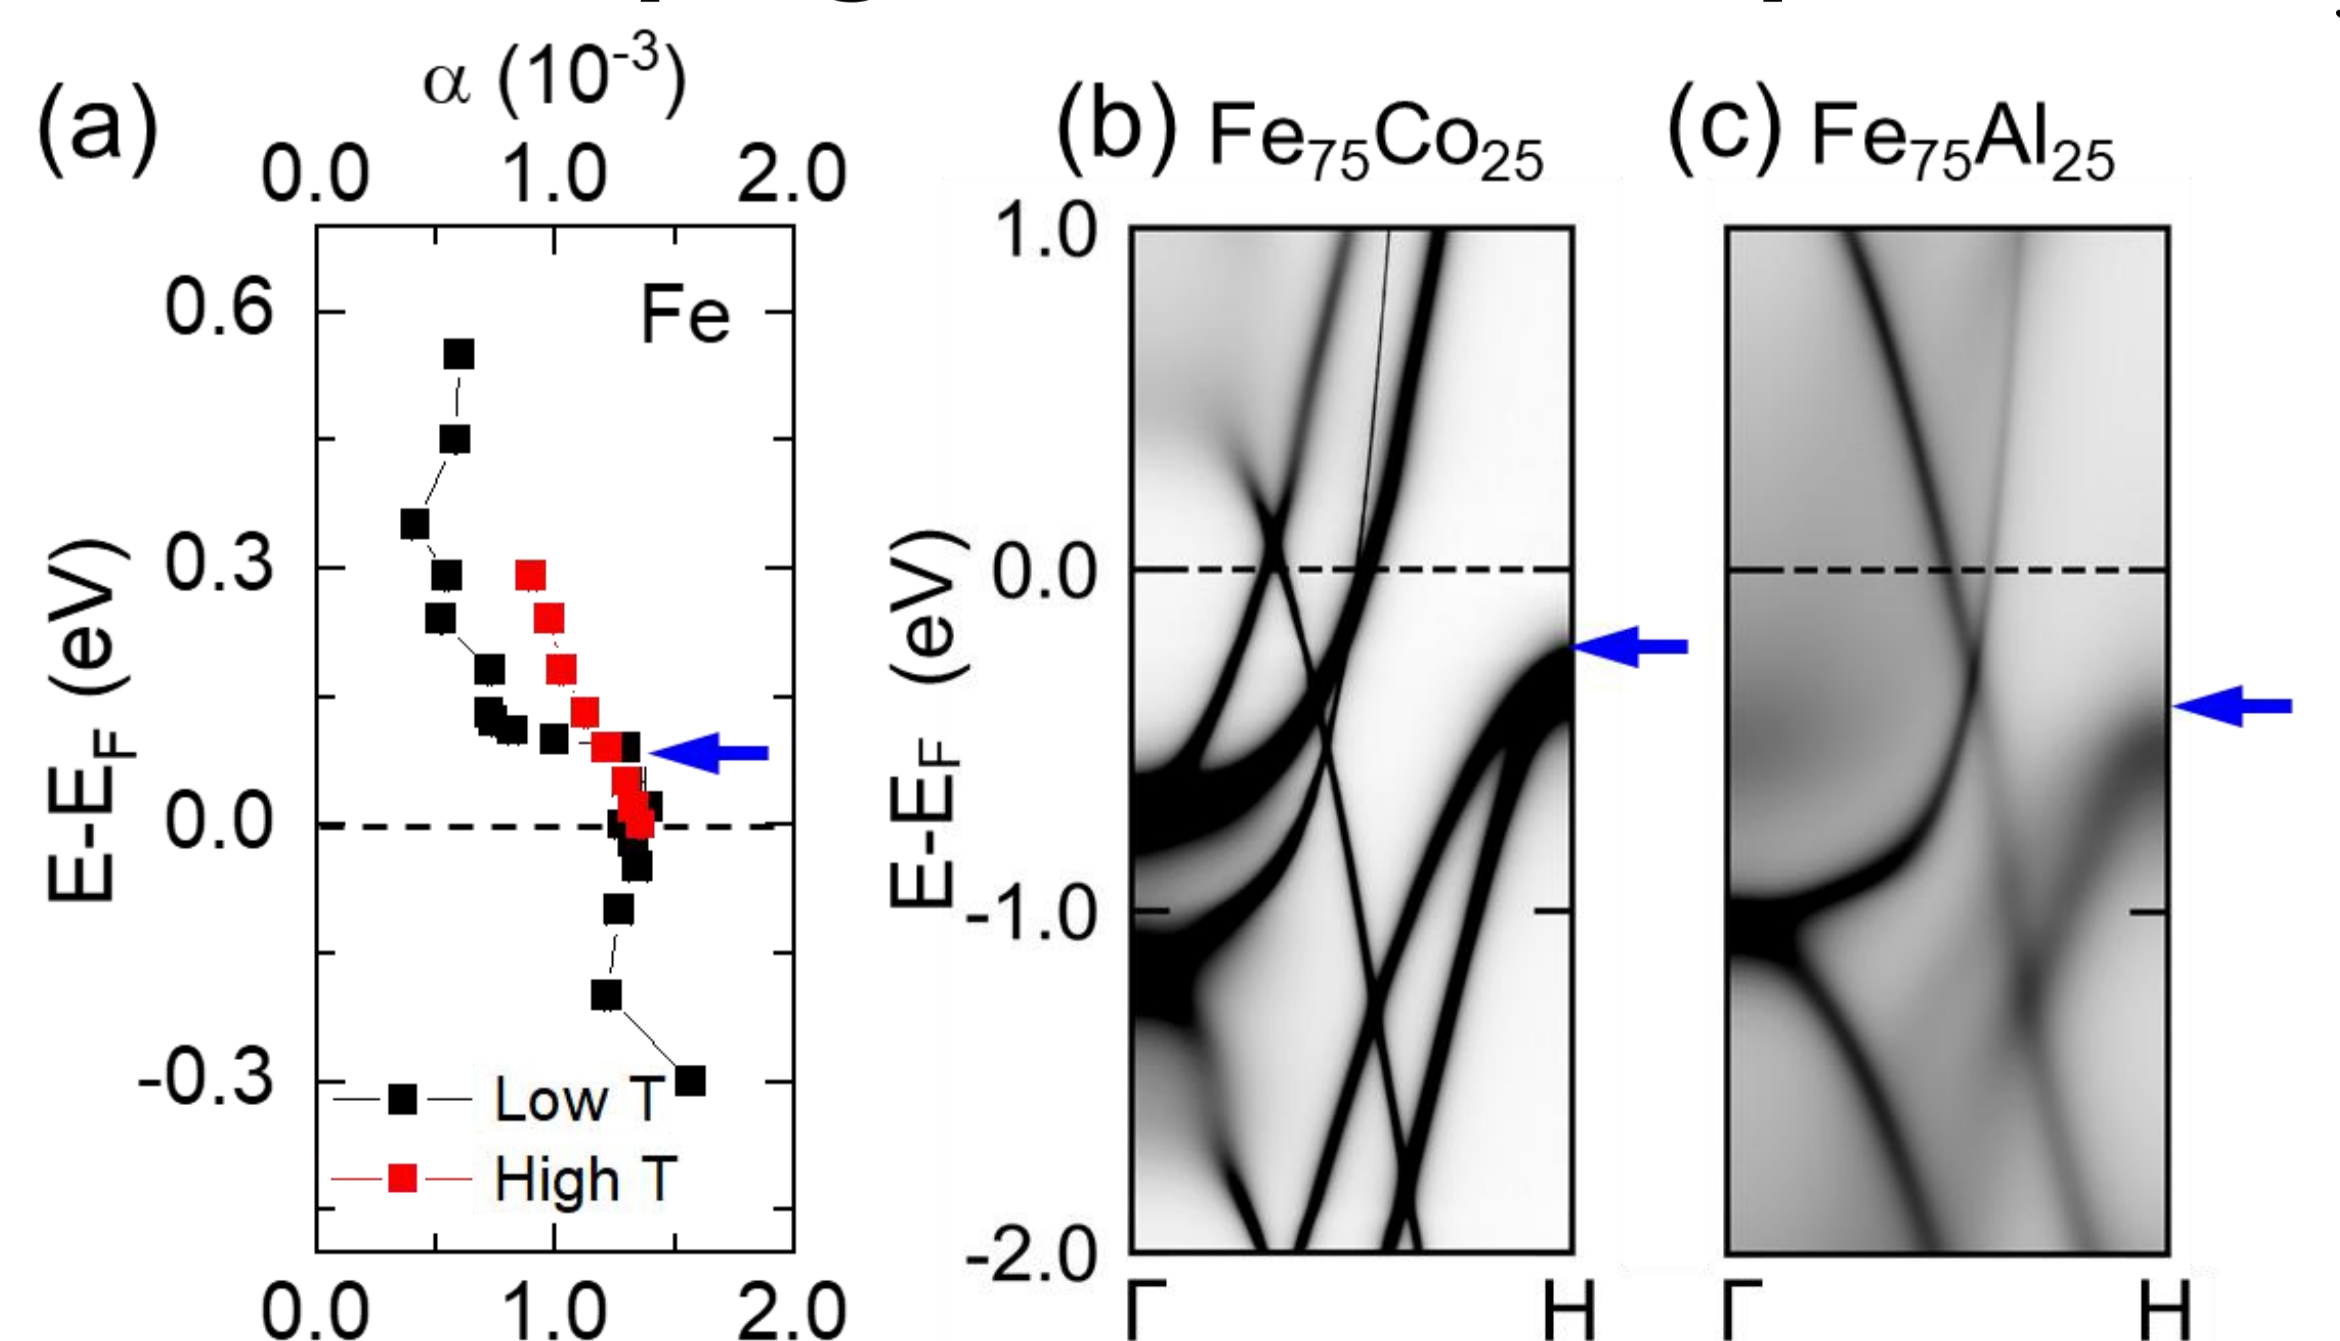 (a)
α (10⁻³)
0.0 1.0 2.0
Fe
0.6
0.3
0.0
-0.3
E-E_F (eV)
Low T
High T
0.0 1.0 2.0
(b) Fe₇₅Co₂₅
1.0
0.0
-1.0
-2.0
E-E_F (eV)
Γ H
(c) Fe₇₅Al₂₅
Γ H